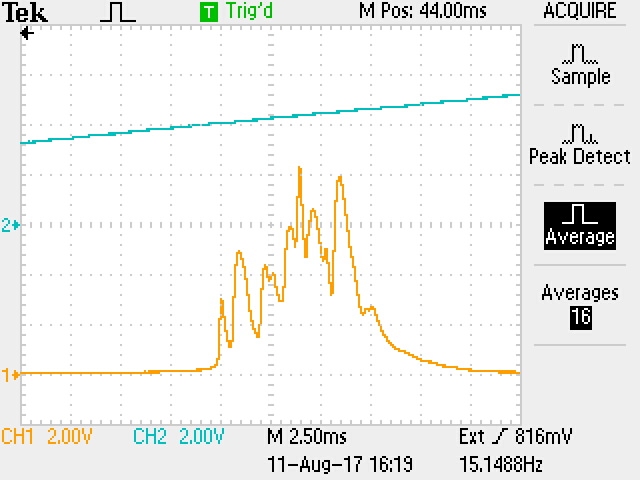 Tek T Trig'd M Pos: 44.00ms ACQUIRE
Sample
Peak Detect
2
Average
Averages
16
1
CH1 2.00V CH2 2.00V M 2.50ms Ext 816mV
11-Aug-17 16:19 15.1488Hz